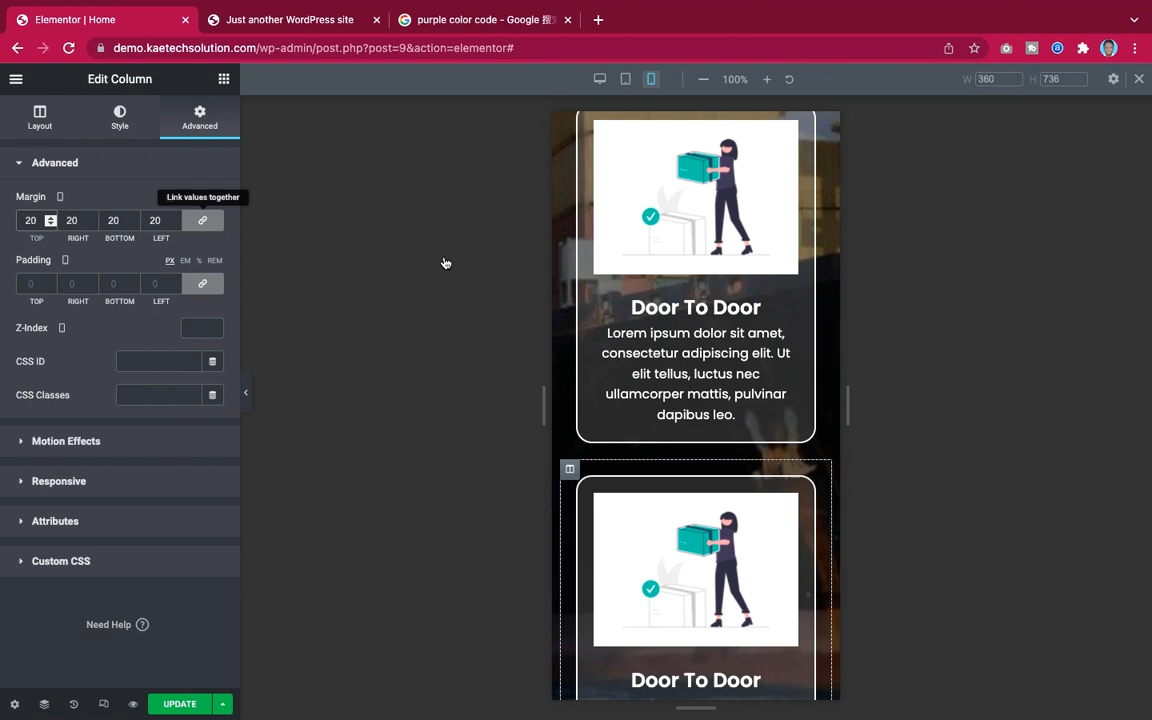 Elementor | Home
Just another WordPress site
purple color code - Google 搜
demo.kaetechsolution.com/wp-admin/post.php?post=9&action=elementor#
Edit Column
100%
W 360
H 736
Layout
Style
Advanced
Advanced
Margin
Link values together
20 20 20 20
TOP RIGHT BOTTOM LEFT
Padding
PX EM % REM
0 0 0 0
TOP RIGHT BOTTOM LEFT
Z-Index
CSS ID
CSS Classes
Motion Effects
Responsive
Attributes
Custom CSS
Need Help ?
UPDATE
Door To Door
Lorem ipsum dolor sit amet,
consectetur adipiscing elit. Ut
elit tellus, luctus nec
ullamcorper mattis, pulvinar
dapibus leo.
Door To Door